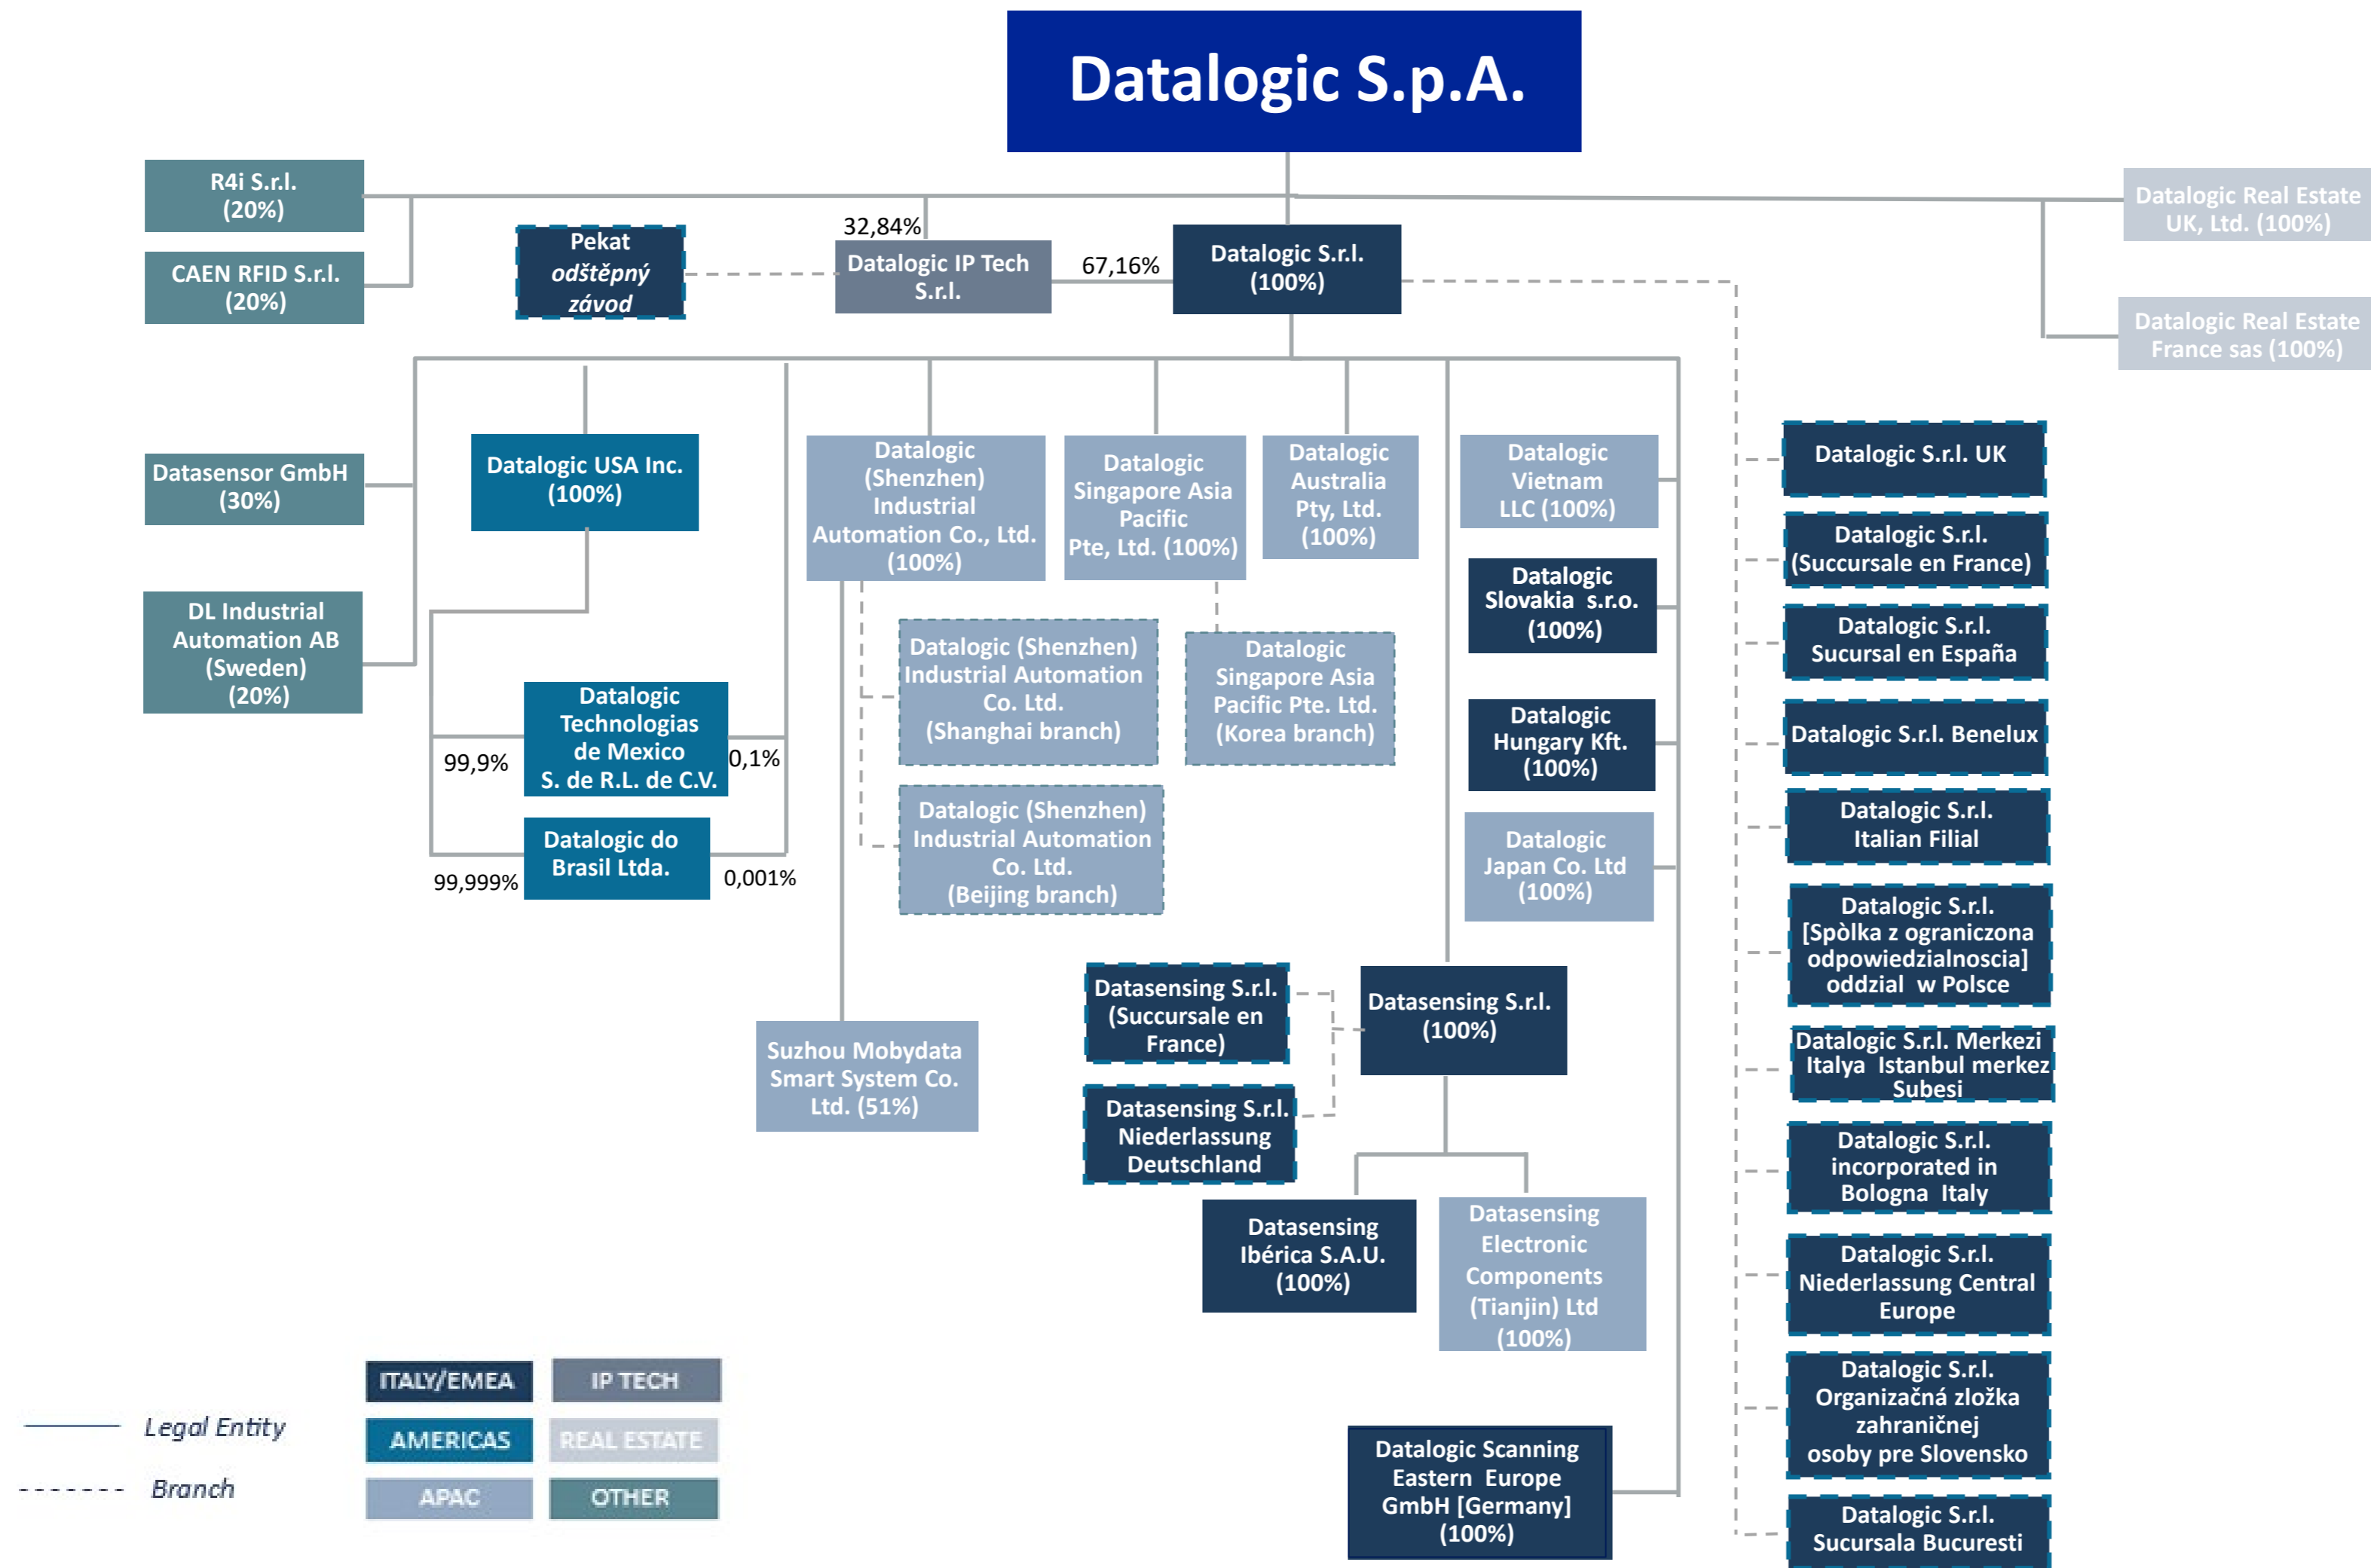 Datalogic S.p.A.
R4i S.r.l.
(20%)
CAEN RFID S.r.l.
(20%)
Pekat
odštěpný
závod
32,84%
Datalogic IP Tech
S.r.l.
67,16%
Datalogic S.r.l.
(100%)
Datalogic Real Estate
UK, Ltd. (100%)
Datalogic Real Estate
France sas (100%)
Datasensor GmbH
(30%)
DL Industrial
Automation AB
(Sweden)
(20%)
Datalogic USA Inc.
(100%)
99,9%
Datalogic
Technologias
de Mexico
S. de R.L. de C.V.
0,1%
99,999%
Datalogic do
Brasil Ltda.
0,001%
Datalogic
(Shenzhen)
Industrial
Automation Co., Ltd.
(100%)
Datalogic (Shenzhen)
Industrial Automation
Co. Ltd.
(Shanghai branch)
Datalogic (Shenzhen)
Industrial Automation
Co. Ltd.
(Beijing branch)
Suzhou Mobydata
Smart System Co.
Ltd. (51%)
Datalogic
Singapore Asia
Pacific
Pte, Ltd. (100%)
Datalogic
Singapore Asia
Pacific Pte. Ltd.
(Korea branch)
Datalogic
Australia
Pty, Ltd.
(100%)
Datalogic
Vietnam
LLC (100%)
Datalogic
Slovakia s.r.o.
(100%)
Datalogic
Hungary Kft.
(100%)
Datalogic
Japan Co. Ltd
(100%)
Datasensing S.r.l.
(Succursale en
France)
Datasensing S.r.l.
Niederlassung
Deutschland
Datasensing S.r.l.
(100%)
Datasensing
Ibérica S.A.U.
(100%)
Datasensing
Electronic
Components
(Tianjin) Ltd
(100%)
Datalogic Scanning
Eastern Europe
GmbH [Germany]
(100%)
Datalogic S.r.l. UK
Datalogic S.r.l.
(Succursale en France)
Datalogic S.r.l.
Sucursal en España
Datalogic S.r.l. Benelux
Datalogic S.r.l.
Italian Filial
Datalogic S.r.l.
[Spòlka z ograniczona
odpowiedzialnoscia]
oddzial w Polsce
Datalogic S.r.l. Merkezi
Italya Istanbul merkez
Subesi
Datalogic S.r.l.
incorporated in
Bologna Italy
Datalogic S.r.l.
Niederlassung Central
Europe
Datalogic S.r.l.
Organizačná zložka
zahraničnej
osoby pre Slovensko
Datalogic S.r.l.
Sucursala Bucuresti
Legal Entity
Branch
ITALY/EMEA
IP TECH
AMERICAS
REAL ESTATE
APAC
OTHER